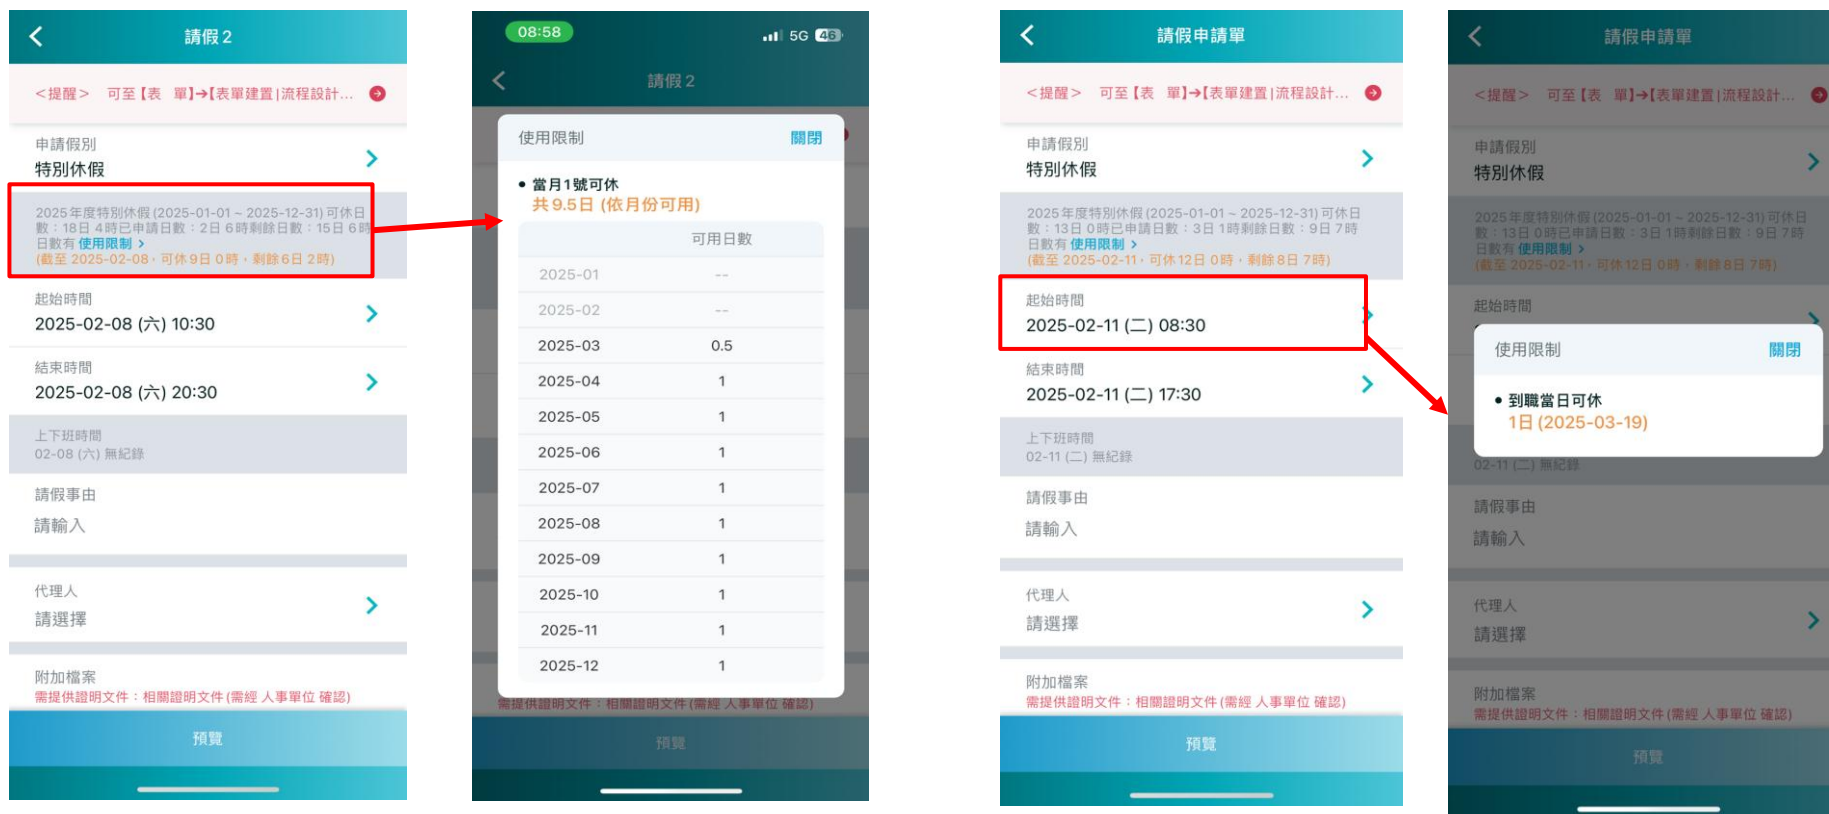 請假 2
<提醒> 可至【表 單】→【表單建置|流程設計...
申請假別
特別休假
2025年度特別休假(2025-01-01 ~ 2025-12-31)可休日
數：18日 4時已申請日數：2日 6時剩餘日數：15日 6時
日數有 使用限制 >
(截至 2025-02-08，可休9日 0時，剩餘6日 2時)
起始時間
2025-02-08 (六) 10:30
結束時間
2025-02-08 (六) 20:30
上下班時間
02-08 (六) 無紀錄
請假事由
請輸入
代理人
請選擇
附加檔案
需提供證明文件：相關證明文件(需經 人事單位 確認)
預覽
08:58
5G 46
請假 2
使用限制 關閉
• 當月1號可休
共 9.5日 (依月份可用)
可用日數
2025-01 --
2025-02 --
2025-03 0.5
2025-04 1
2025-05 1
2025-06 1
2025-07 1
2025-08 1
2025-09 1
2025-10 1
2025-11 1
2025-12 1
需提供證明文件：相關證明文件(需經 人事單位 確認)
預覽
請假申請單
<提醒> 可至【表 單】→【表單建置|流程設計...
申請假別
特別休假
2025年度特別休假(2025-01-01 ~ 2025-12-31)可休日
數：13日 0時已申請日數：3日 1時剩餘日數：9日 7時
日數有 使用限制 >
(截至 2025-02-11，可休12日 0時，剩餘8日 7時)
起始時間
2025-02-11 (二) 08:30
結束時間
2025-02-11 (二) 17:30
上下班時間
02-11 (二) 無紀錄
請假事由
請輸入
代理人
請選擇
附加檔案
需提供證明文件：相關證明文件(需經 人事單位 確認)
預覽
請假申請單
<提醒> 可至【表 單】→【表單建置|流程設計...
申請假別
特別休假
2025年度特別休假(2025-01-01 ~ 2025-12-31)可休日
數：13日 0時已申請日數：3日 1時剩餘日數：9日 7時
日數有 使用限制 >
(截至 2025-02-11，可休12日 0時，剩餘8日 7時)
起始時間
使用限制 關閉
• 到職當日可休
1日 (2025-03-19)
02-11 (二) 無紀錄
請假事由
請輸入
代理人
請選擇
附加檔案
需提供證明文件：相關證明文件(需經 人事單位 確認)
預覽